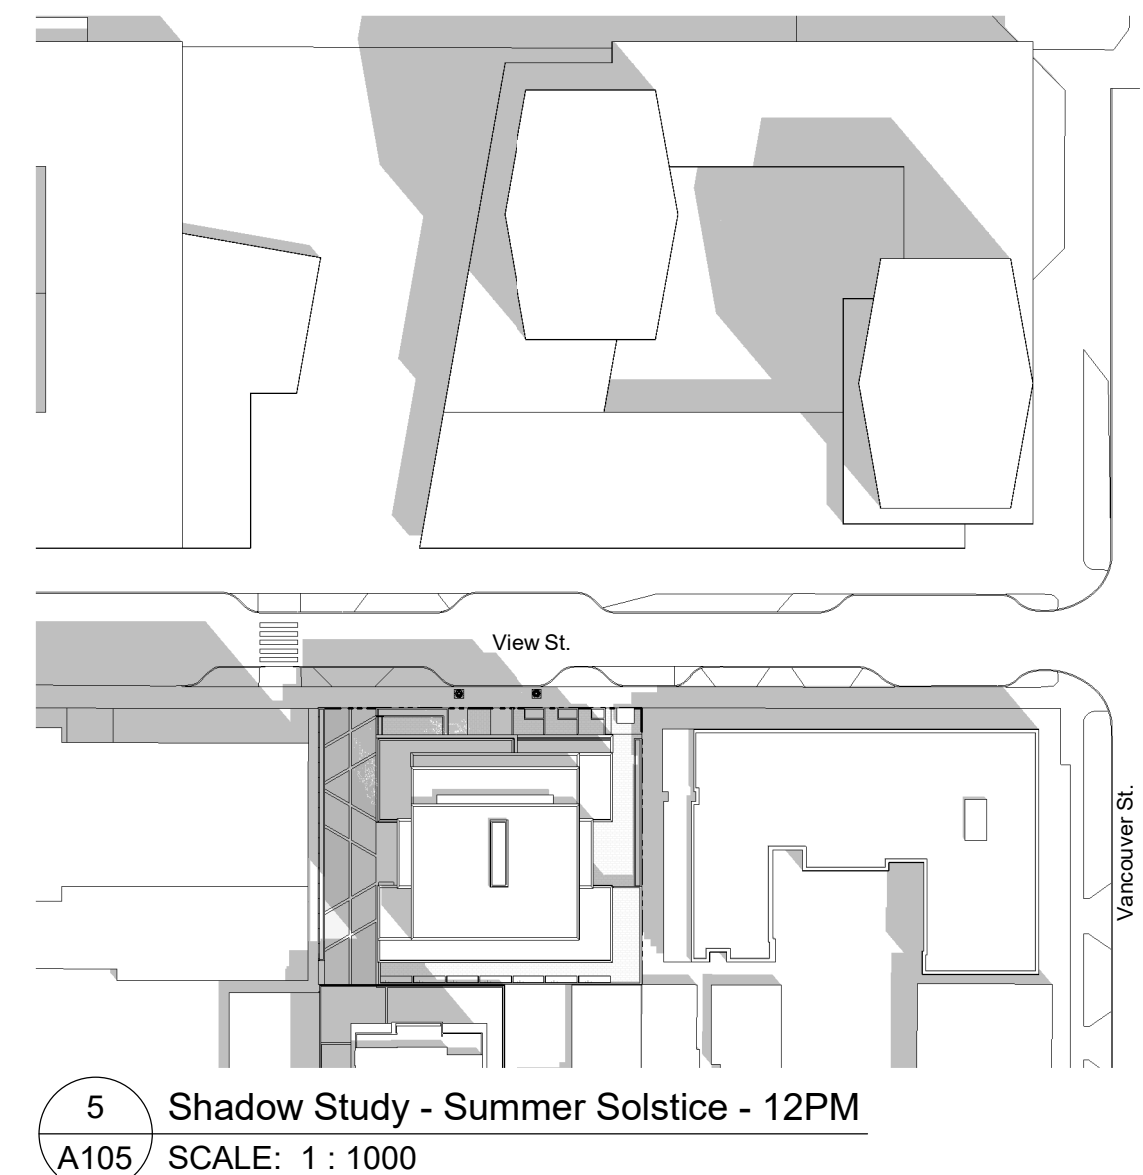 View St.
Vancouver St.
5
Shadow Study - Summer Solstice - 12PM
A105
SCALE: 1 : 1000